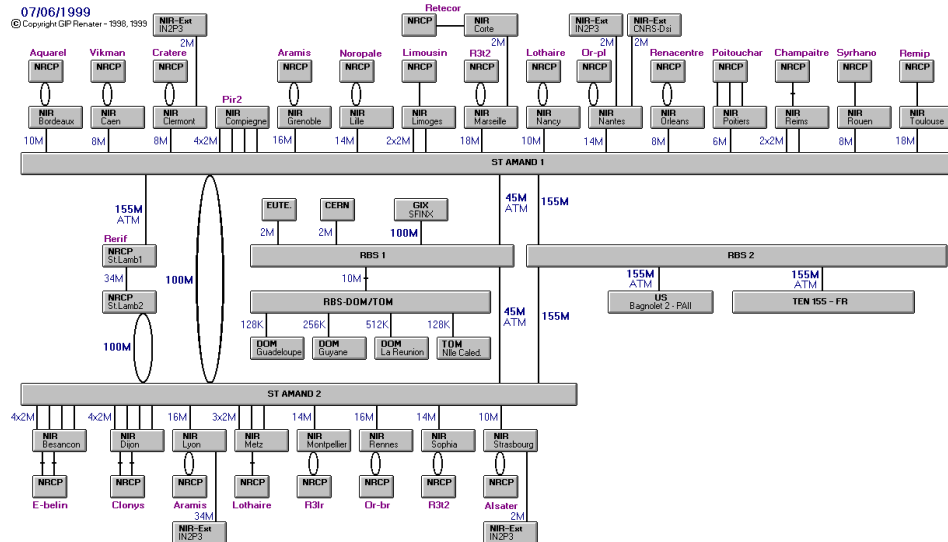 07/06/1999
© Copyright GIP Renater - 1998, 1999
NIR-Ext
IN2P3
2M
Retecor
NRCP
NIR
Corte
2M
NIR-Ext
IN2P3
2M
NIR-Ext
CNRS-Dsi
2M
Aquarel
NRCP
Vikman
NRCP
Cratere
NRCP
Aramis
NRCP
Noropale
NRCP
Limousin
NRCP
R3t2
NRCP
Lothaire
NRCP
Or-pl
NRCP
Renacentre
NRCP
Poitouchar
NRCP
Champaitre
NRCP
Syrhano
NRCP
Remip
NRCP
Pir2
NIR
Bordeaux
NIR
Caen
NIR
Clermont
NIR
Compiegne
NIR
Grenoble
NIR
Lille
NIR
Limoges
NIR
Marseille
NIR
Nancy
NIR
Nantes
NIR
Orleans
NIR
Poitiers
NIR
Reims
NIR
Rouen
NIR
Toulouse
10M
8M
8M
4x2M
16M
14M
2x2M
18M
10M
14M
8M
6M
2x2M
8M
18M
ST AMAND 1
155M
ATM
45M
ATM
155M
EUTE.
CERN
GIX
SFINX
2M
2M
100M
Rerif
NRCP
St.Lamb1
RBS 1
RBS 2
34M
100M
10M
155M
ATM
155M
ATM
NRCP
St.Lamb2
RBS-DOM/TOM
US
Bagnolet 2 - PAII
TEN 155 - FR
45M
ATM
155M
128K
256K
512K
128K
100M
DOM
Guadeloupe
DOM
Guyane
DOM
La Reunion
TOM
Nlle Caled.
ST AMAND 2
4x2M
4x2M
16M
3x2M
14M
16M
14M
10M
NIR
Besancon
NIR
Dijon
NIR
Lyon
NIR
Metz
NIR
Montpellier
NIR
Rennes
NIR
Sophia
NIR
Strasbourg
NRCP
E-belin
NRCP
Clonys
NRCP
Aramis
NRCP
Lothaire
NRCP
R3lr
NRCP
Or-br
NRCP
R3t2
NRCP
Alsater
34M
NIR-Ext
IN2P3
2M
NIR-Ext
IN2P3